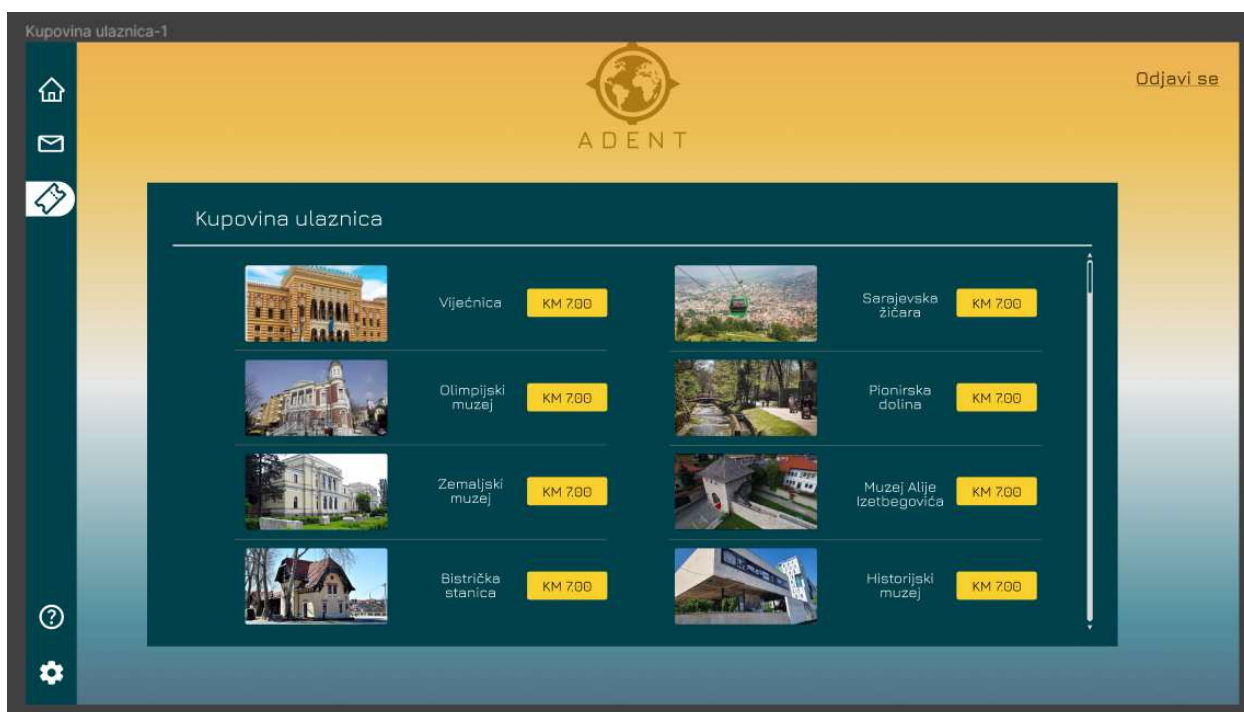 Kupovina ulaznica-1
ADENT
Odjavi se
Kupovina ulaznica
Vijećnica
KM 7.00
Sarajevska
žičara
KM 7.00
Olimpijski
muzej
KM 7.00
Pionirska
dolina
KM 7.00
Zemaljski
muzej
KM 7.00
Muzej Alije
Izetbegovića
KM 7.00
Bistrička
stanica
KM 7.00
Historijski
muzej
KM 7.00